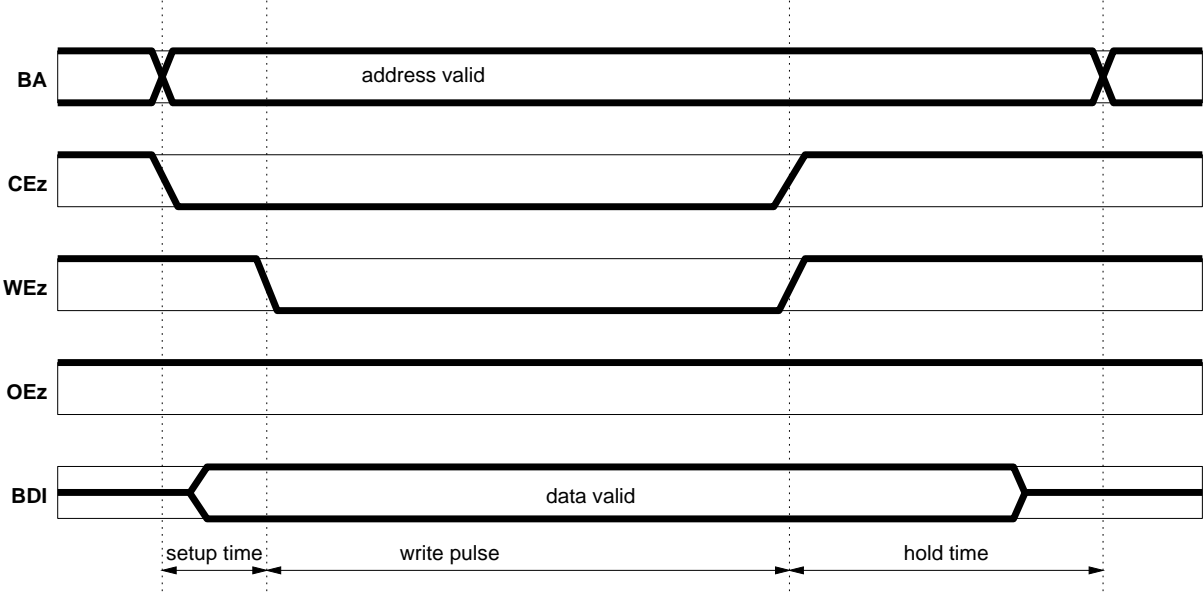 BA
address valid
CEz
WEz
OEz
BDI
data valid
setup time
write pulse
hold time